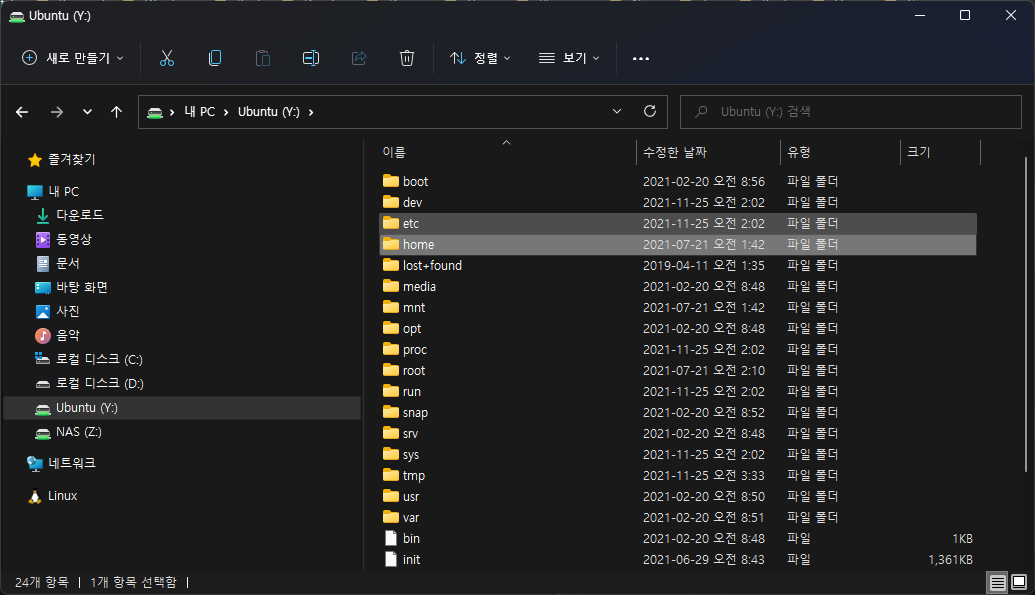 Ubuntu (Y:)
새로 만들기 정렬 보기
내 PC Ubuntu (Y:) Ubuntu (Y:) 검색
즐겨찾기
내 PC
다운로드
동영상
문서
바탕 화면
사진
음악
로컬 디스크 (C:)
로컬 디스크 (D:)
Ubuntu (Y:)
NAS (Z:)
네트워크
Linux
이름 수정한 날짜 유형 크기
boot 2021-02-20 오전 8:56 파일 폴더
dev 2021-11-25 오전 2:02 파일 폴더
etc 2021-11-25 오전 2:02 파일 폴더
home 2021-07-21 오전 1:42 파일 폴더
lost+found 2019-04-11 오전 1:35 파일 폴더
media 2021-02-20 오전 8:48 파일 폴더
mnt 2021-07-21 오전 1:42 파일 폴더
opt 2021-02-20 오전 8:48 파일 폴더
proc 2021-11-25 오전 2:02 파일 폴더
root 2021-07-21 오전 2:10 파일 폴더
run 2021-11-25 오전 2:02 파일 폴더
snap 2021-02-20 오전 8:52 파일 폴더
srv 2021-02-20 오전 8:48 파일 폴더
sys 2021-11-25 오전 2:02 파일 폴더
tmp 2021-11-25 오전 3:33 파일 폴더
usr 2021-02-20 오전 8:50 파일 폴더
var 2021-02-20 오전 8:51 파일 폴더
bin 2021-02-20 오전 8:48 파일 1KB
init 2021-06-29 오전 8:43 파일 1,361KB
24개 항목 | 1개 항목 선택함 |